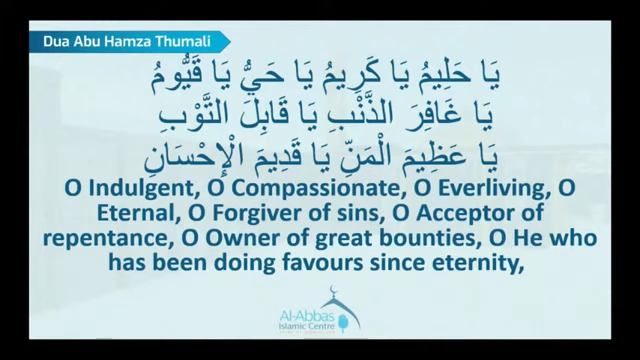 Dua Abu Hamza Thumali
يَا حَلِيمُ يَا كَرِيمُ يَا حَيُّ يَا قَيُّومُ
يَا غَافِرَ الذَّنْبِ يَا قَابِلَ التَّوْبِ
يَا عَظِيمَ الْمَنِّ يَا قَدِيمَ الْإِحْسَانِ
O Indulgent, O Compassionate, O Everliving, O
Eternal, O Forgiver of sins, O Acceptor of
repentance, O Owner of great bounties, O He who
has been doing favours since eternity,
Al-Abbas
Islamic Centre